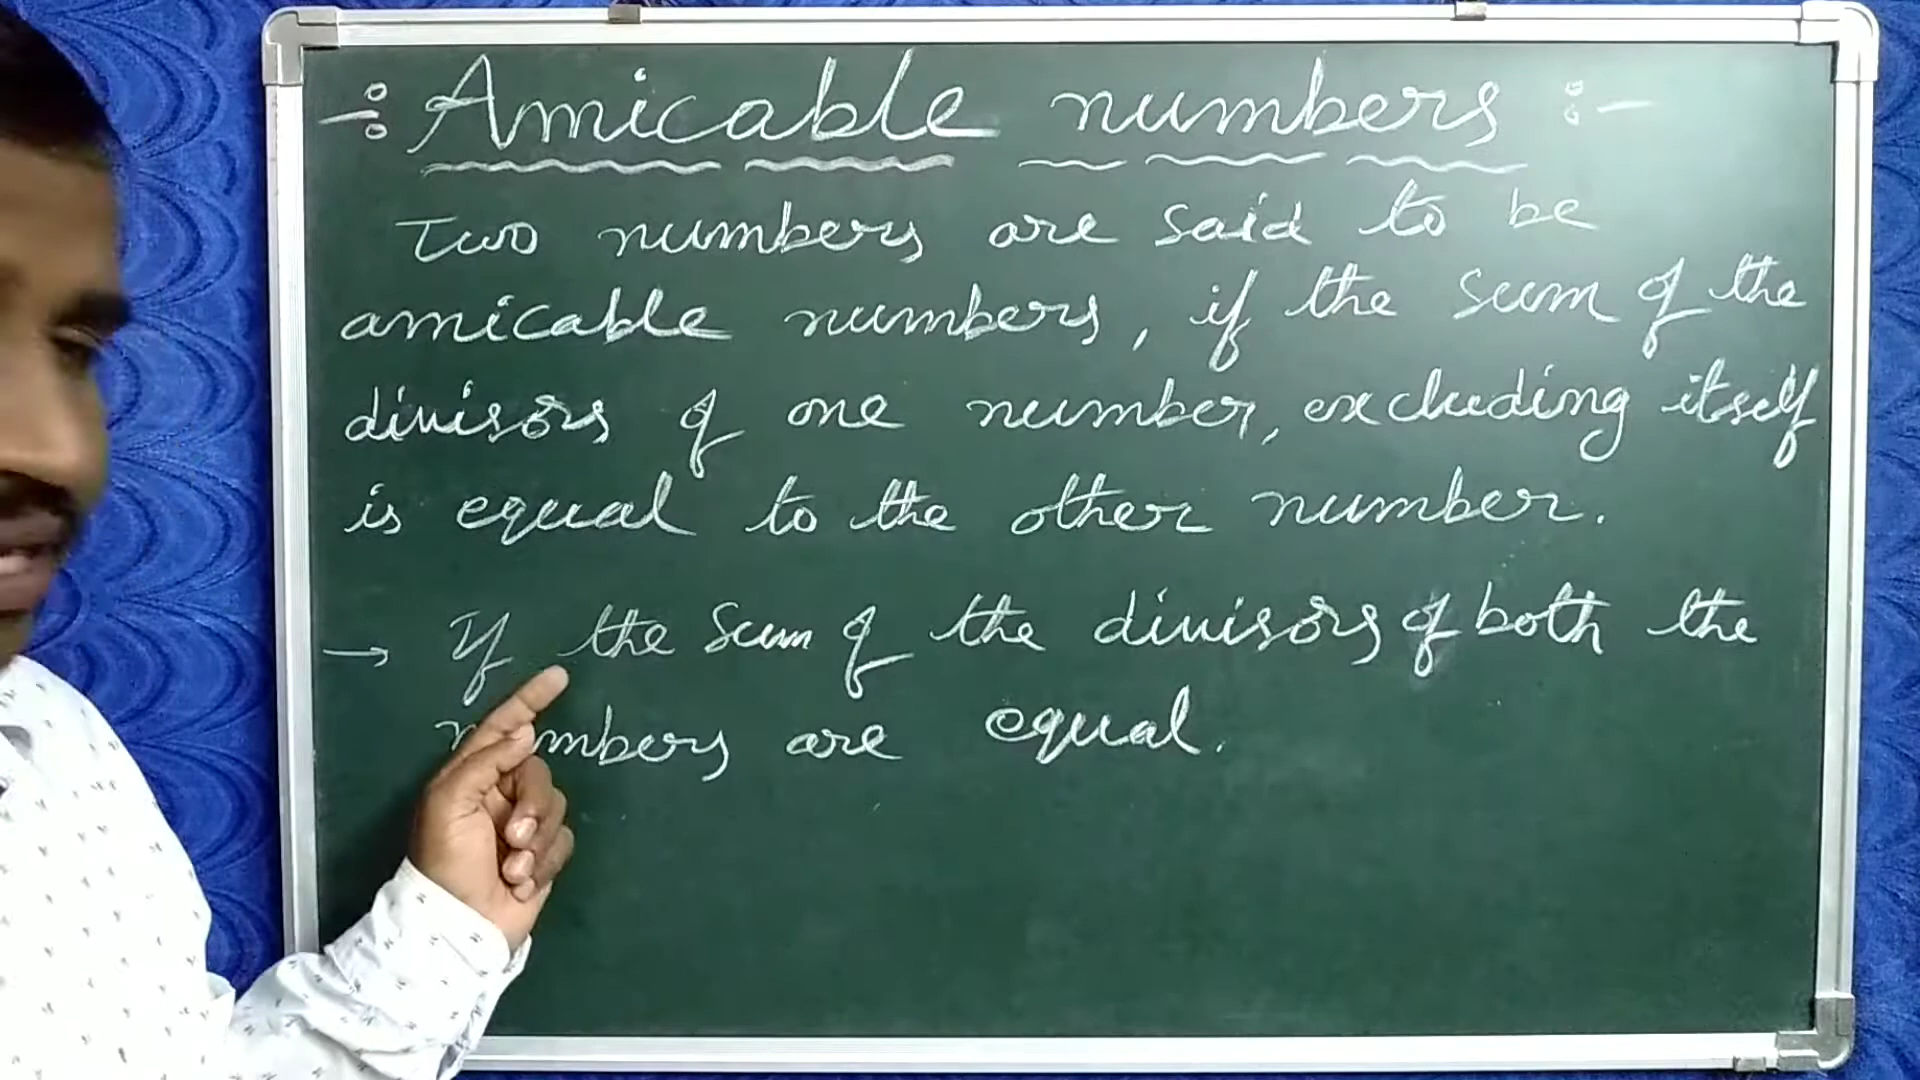 -: Amicable numbers :-
Two numbers are said to be
amicable numbers, if the sum of the
divisors of one number, excluding itself
is equal to the other number.
→ If the sum of the divisors of both the
numbers are equal.